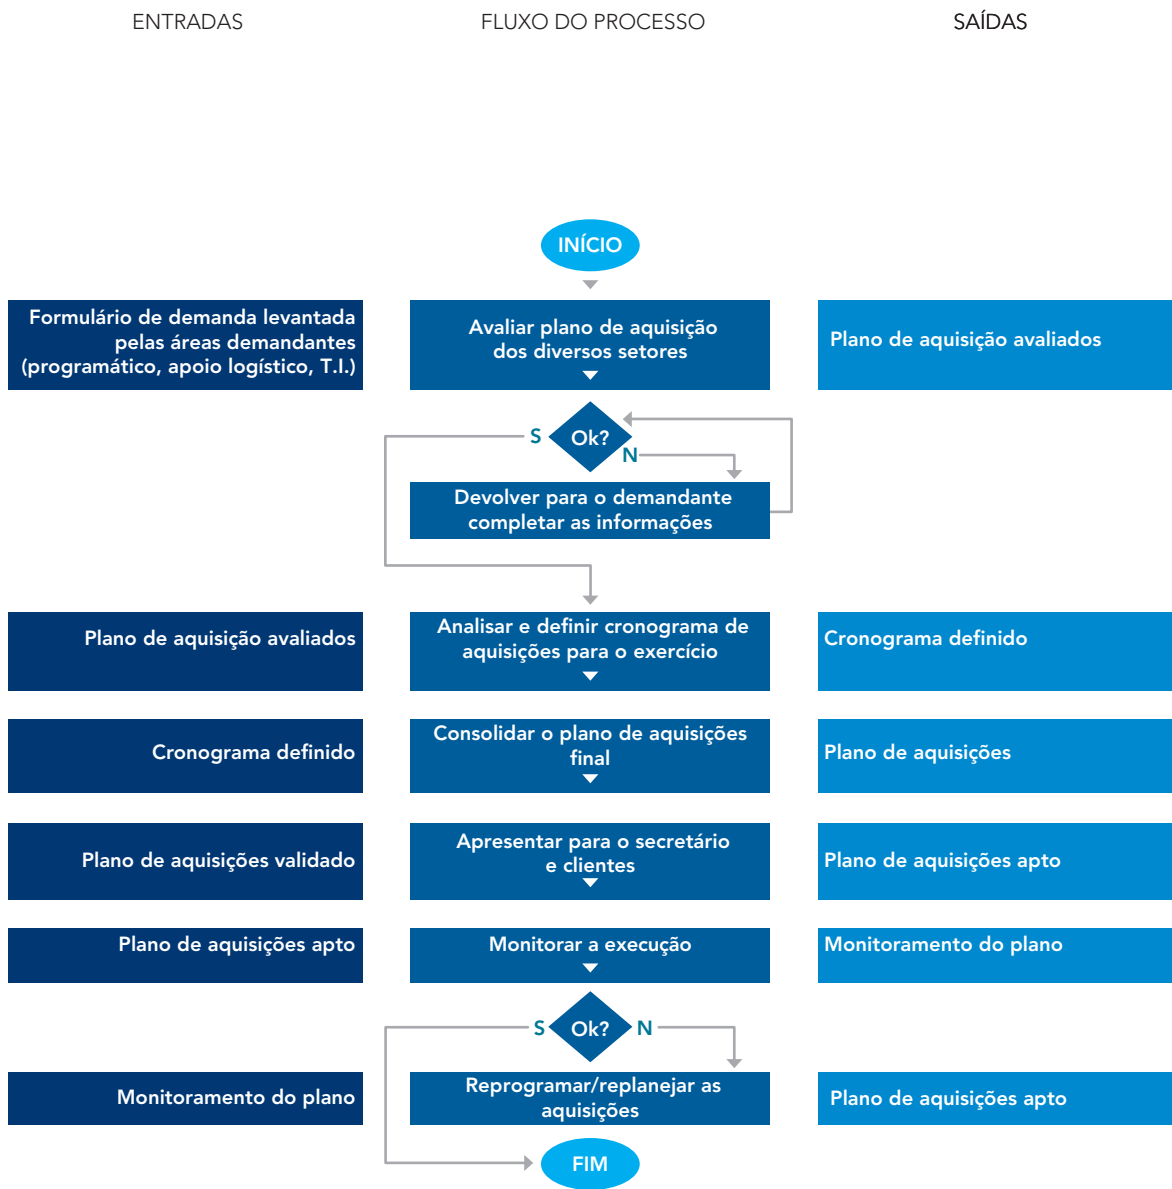 ENTRADAS
FLUXO DO PROCESSO
SAÍDAS
INÍCIO
Formulário de demanda levantada
pelas áreas demandantes
(programático, apoio logístico, T.I.)
Avaliar plano de aquisição
dos diversos setores
Plano de aquisição avaliados
S
Ok?
N
Devolver para o demandante
completar as informações
Plano de aquisição avaliados
Analisar e definir cronograma de
aquisições para o exercício
Cronograma definido
Cronograma definido
Consolidar o plano de aquisições
final
Plano de aquisições
Plano de aquisições validado
Apresentar para o secretário
e clientes
Plano de aquisições apto
Plano de aquisições apto
Monitorar a execução
Monitoramento do plano
S
Ok?
N
Monitoramento do plano
Reprogramar/replanejar as
aquisições
Plano de aquisições apto
FIM